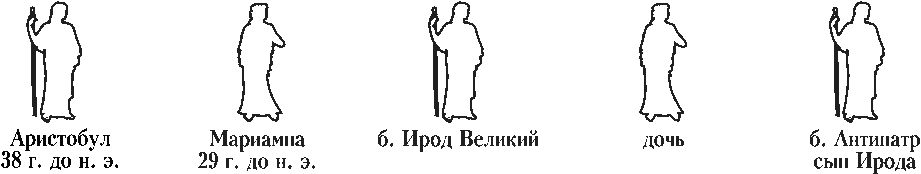 Аристобул
38 г. до н. э.
Мариамна
29 г. до н. э.
б. Ирод Великий
дочь
б. Антипатр
сын Ирода